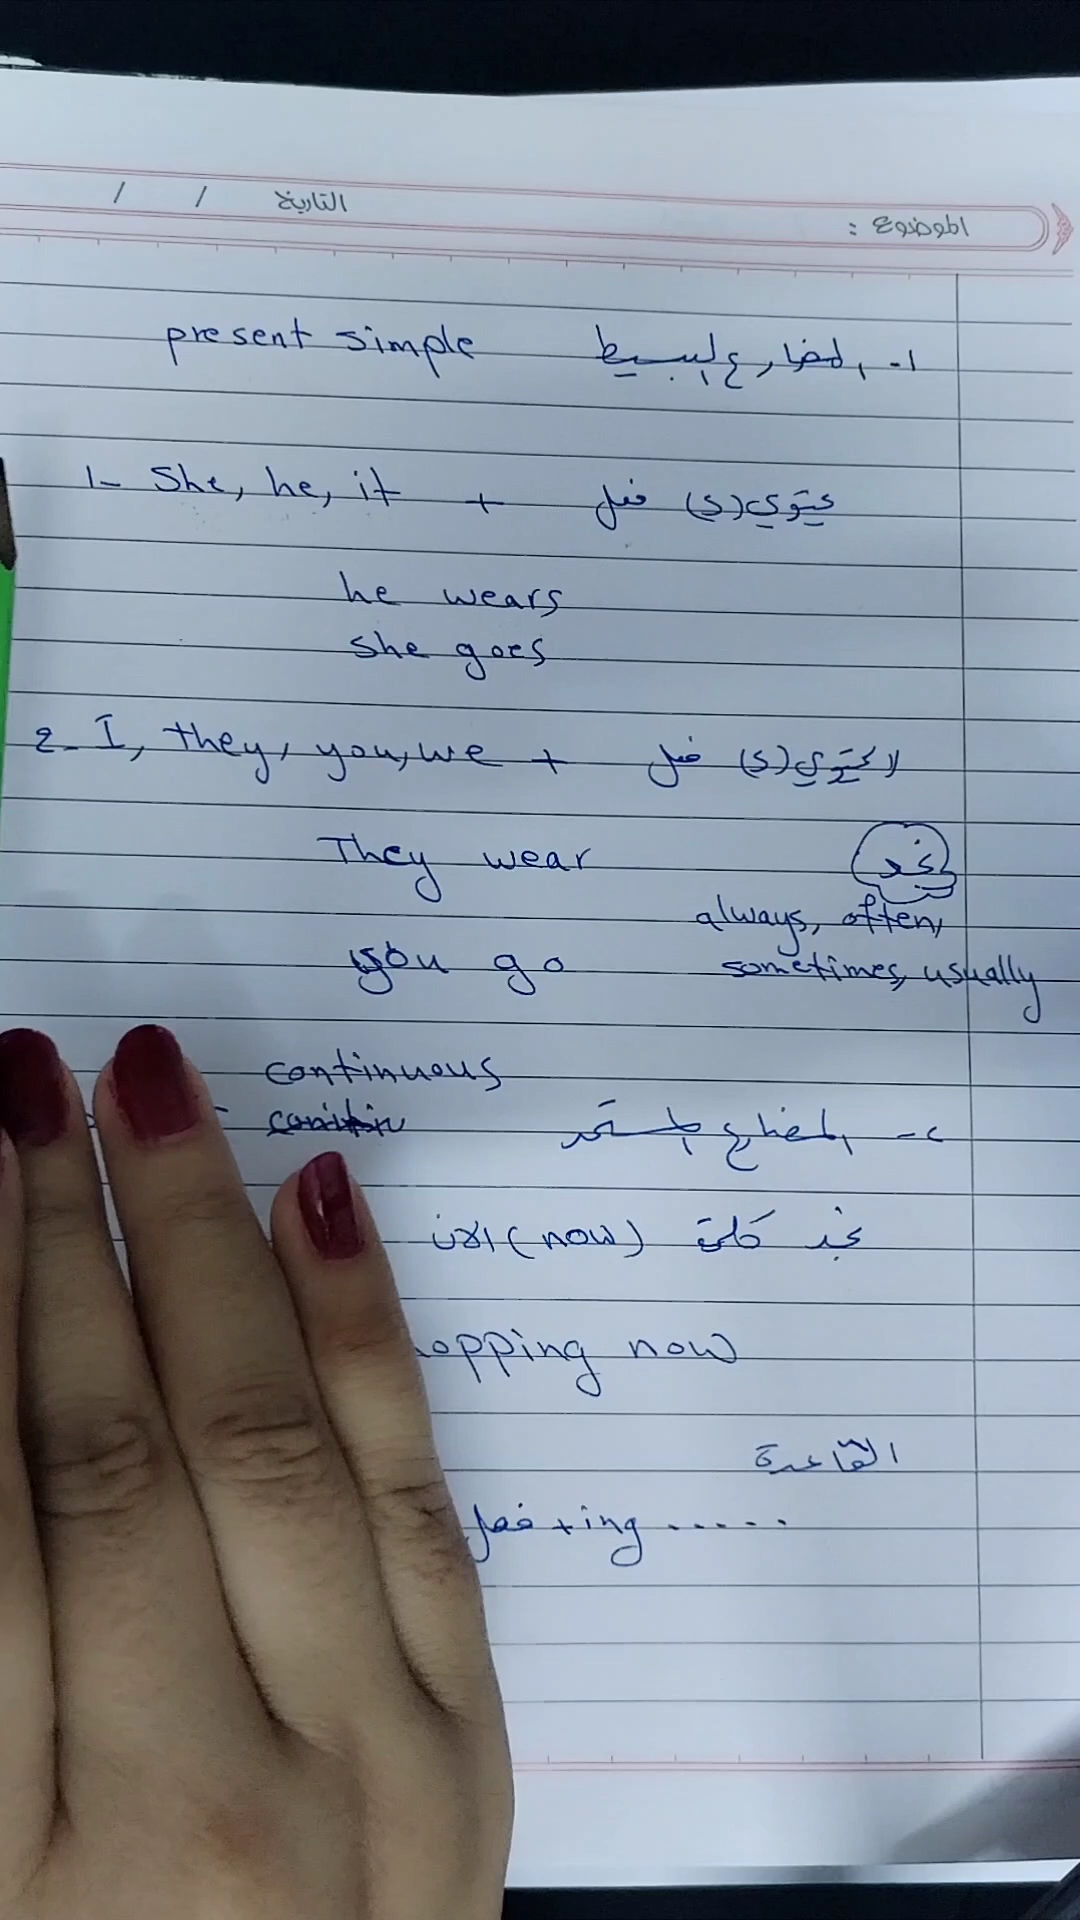 التاريخ / /
الموضوع :
١- المضارع البسيط present simple
1- She, he, it + فعل (s) يحتوي
he wears
she goes
2- I, they, you, we + فعل (s) لا يحتوي
They wear
نجد
always, often,
you go
sometimes, usually
continuous
٢- المضارع المستمر
نجد كلمة (now) الآن
opping now
القاعدة
فعل + ing .....